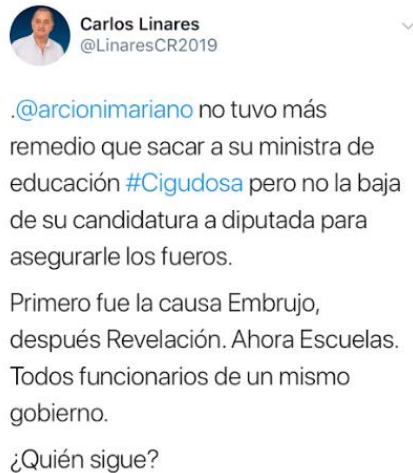 Carlos Linares
@LinaresCR2019
.@arcionimariano no tuvo más
remedio que sacar a su ministra de
educación #Cigudosa pero no la baja
de su candidatura a diputada para
asegurarle los fueros.
Primero fue la causa Embrujo,
después Revelación. Ahora Escuelas.
Todos funcionarios de un mismo
gobierno.
¿Quién sigue?